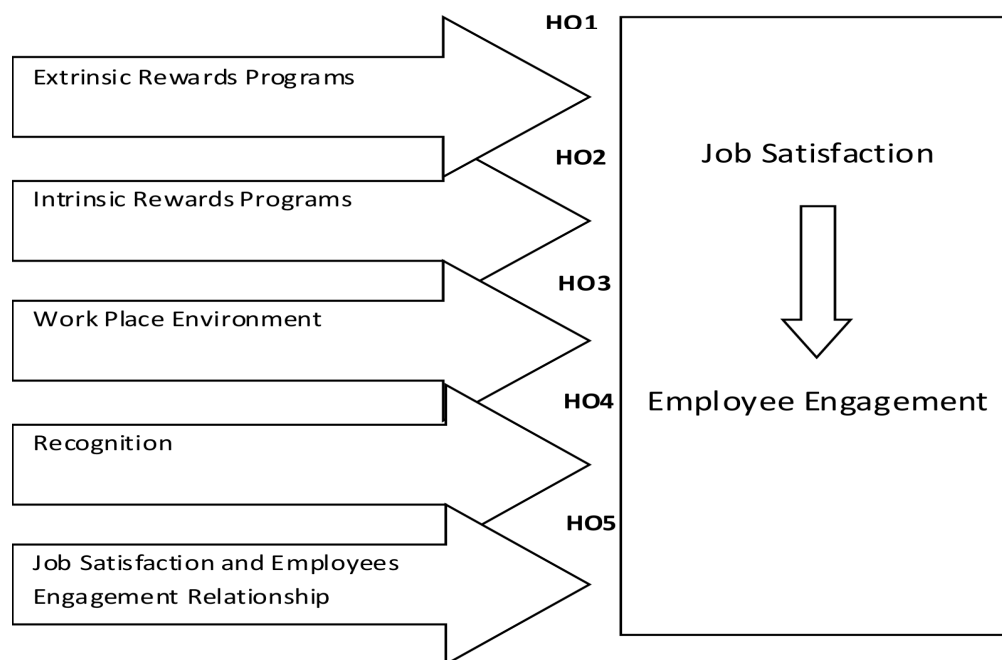 HO1
Extrinsic Rewards Programs
HO2
Job Satisfaction
Intrinsic Rewards Programs
HO3
Work Place Environment
HO4
Employee Engagement
Recognition
HO5
Job Satisfaction and Employees
Engagement Relationship